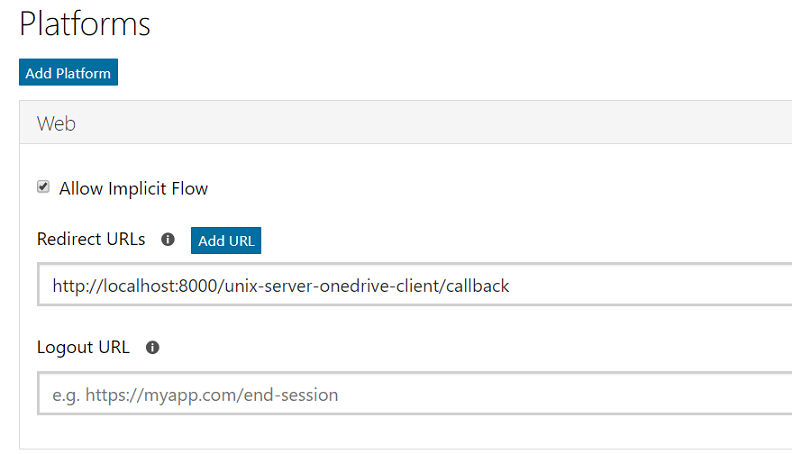 Platforms
Add Platform
Web
Allow Implicit Flow
Redirect URLs Add URL
http://localhost:8000/unix-server-onedrive-client/callback
Logout URL
e.g. https://myapp.com/end-session